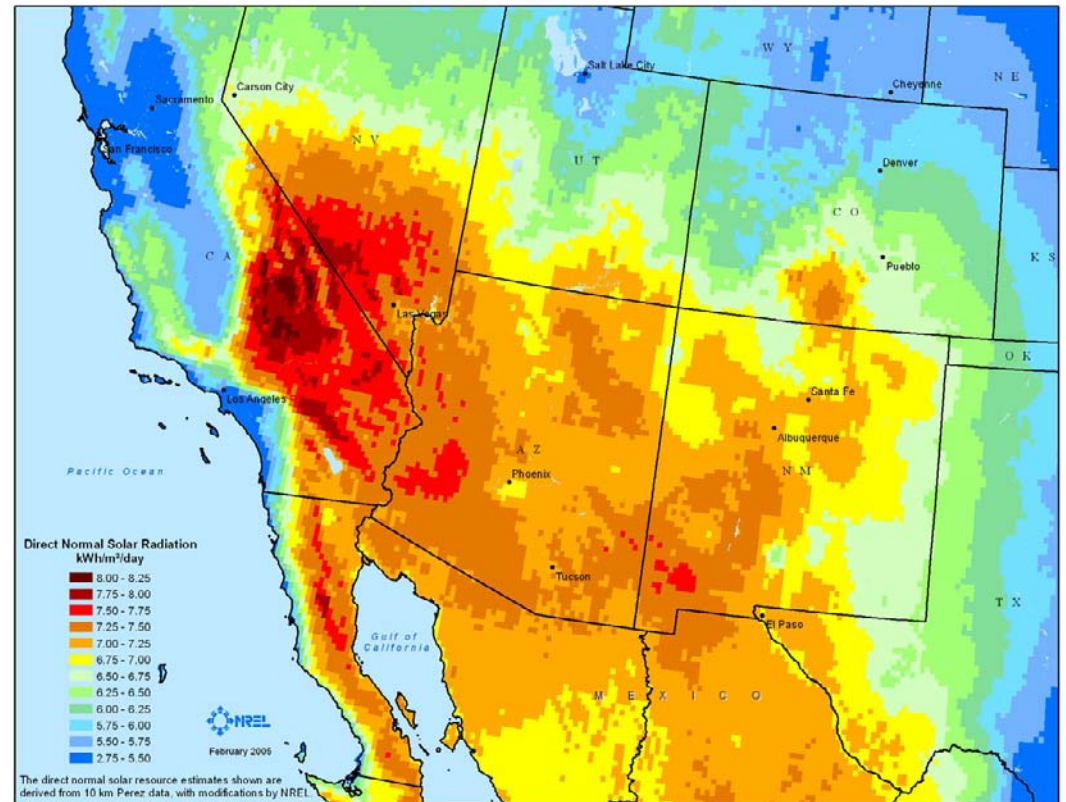 W Y
Salt Lake City
N E
Carson City
Cheyenne
Sacramento
San Francisco
N V
U T
Denver
C O
C A
Pueblo
K S
Las Vegas
O K
Santa Fe
Los Angeles
Albuquerque
A Z
Pacific Ocean
Phoenix
N M
Direct Normal Solar Radiation
kWh/m²/day
8.00 - 8.25
7.75 - 8.00
7.50 - 7.75
7.25 - 7.50
7.00 - 7.25
6.75 - 7.00
6.50 - 6.75
6.25 - 6.50
6.00 - 6.25
5.75 - 6.00
5.50 - 5.75
2.75 - 5.50
Tucson
T X
El Paso
Gulf of
California
M E X I C O
NREL
February 2005
The direct normal solar resource estimates shown are
derived from 10 km Perez data, with modifications by NREL.